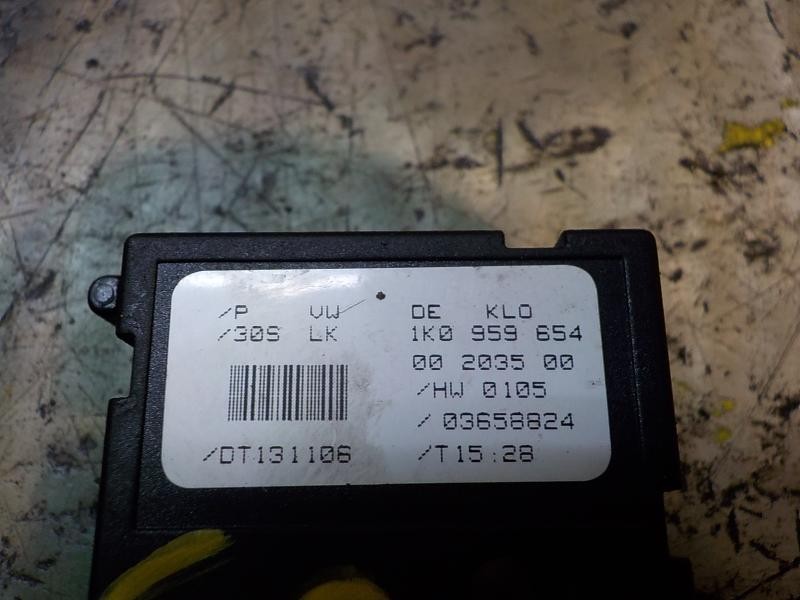 /P VW DE KLO
/30S LK 1K0 959 654
00 2035 00
/HW 0105
/ 03658824
/DT131106 /T15:28